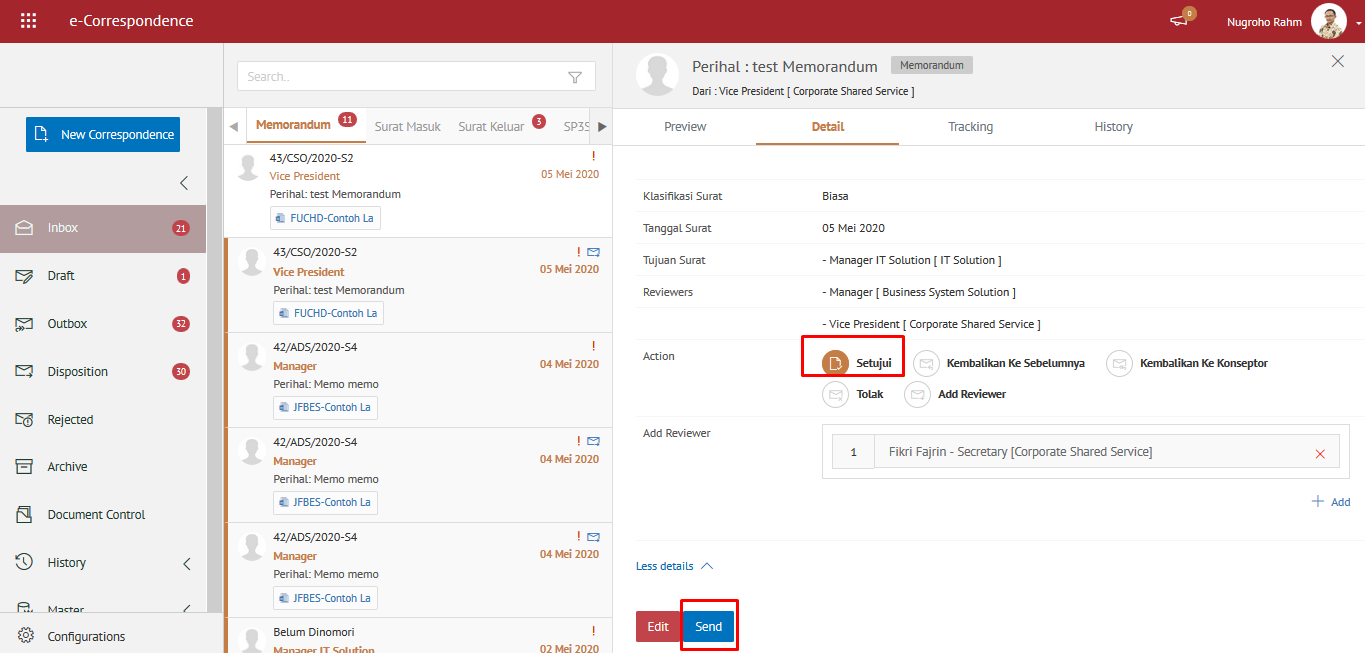 e-Correspondence
0
Nugroho Rahm
New Correspondence
Inbox 21
Draft 1
Outbox 32
Disposition 30
Rejected
Archive
Document Control
History
Master
Configurations
Search..
Memorandum 11 Surat Masuk Surat Keluar 3 SP3S
43/CSO/2020-S2 !
Vice President 05 Mei 2020
Perihal: test Memorandum
FUCHD-Contoh La
43/CSO/2020-S2 !
Vice President 05 Mei 2020
Perihal: test Memorandum
FUCHD-Contoh La
42/ADS/2020-S4 !
Manager 04 Mei 2020
Perihal: Memo memo
JFBES-Contoh La
42/ADS/2020-S4 !
Manager 04 Mei 2020
Perihal: Memo memo
JFBES-Contoh La
42/ADS/2020-S4 !
Manager 04 Mei 2020
Perihal: Memo memo
JFBES-Contoh La
Belum Dinomori !
Manager IT Solution 02 Mei 2020
Perihal : test Memorandum Memorandum
Dari : Vice President [ Corporate Shared Service ]
Preview Detail Tracking History
Klasifikasi Surat Biasa
Tanggal Surat 05 Mei 2020
Tujuan Surat - Manager IT Solution [ IT Solution ]
Reviewers - Manager [ Business System Solution ]
- Vice President [ Corporate Shared Service ]
Action Setujui Kembalikan Ke Sebelumnya Kembalikan Ke Konseptor
Tolak Add Reviewer
Add Reviewer 1 Fikri Fajrin - Secretary [Corporate Shared Service]
Add
Less details
Edit Send